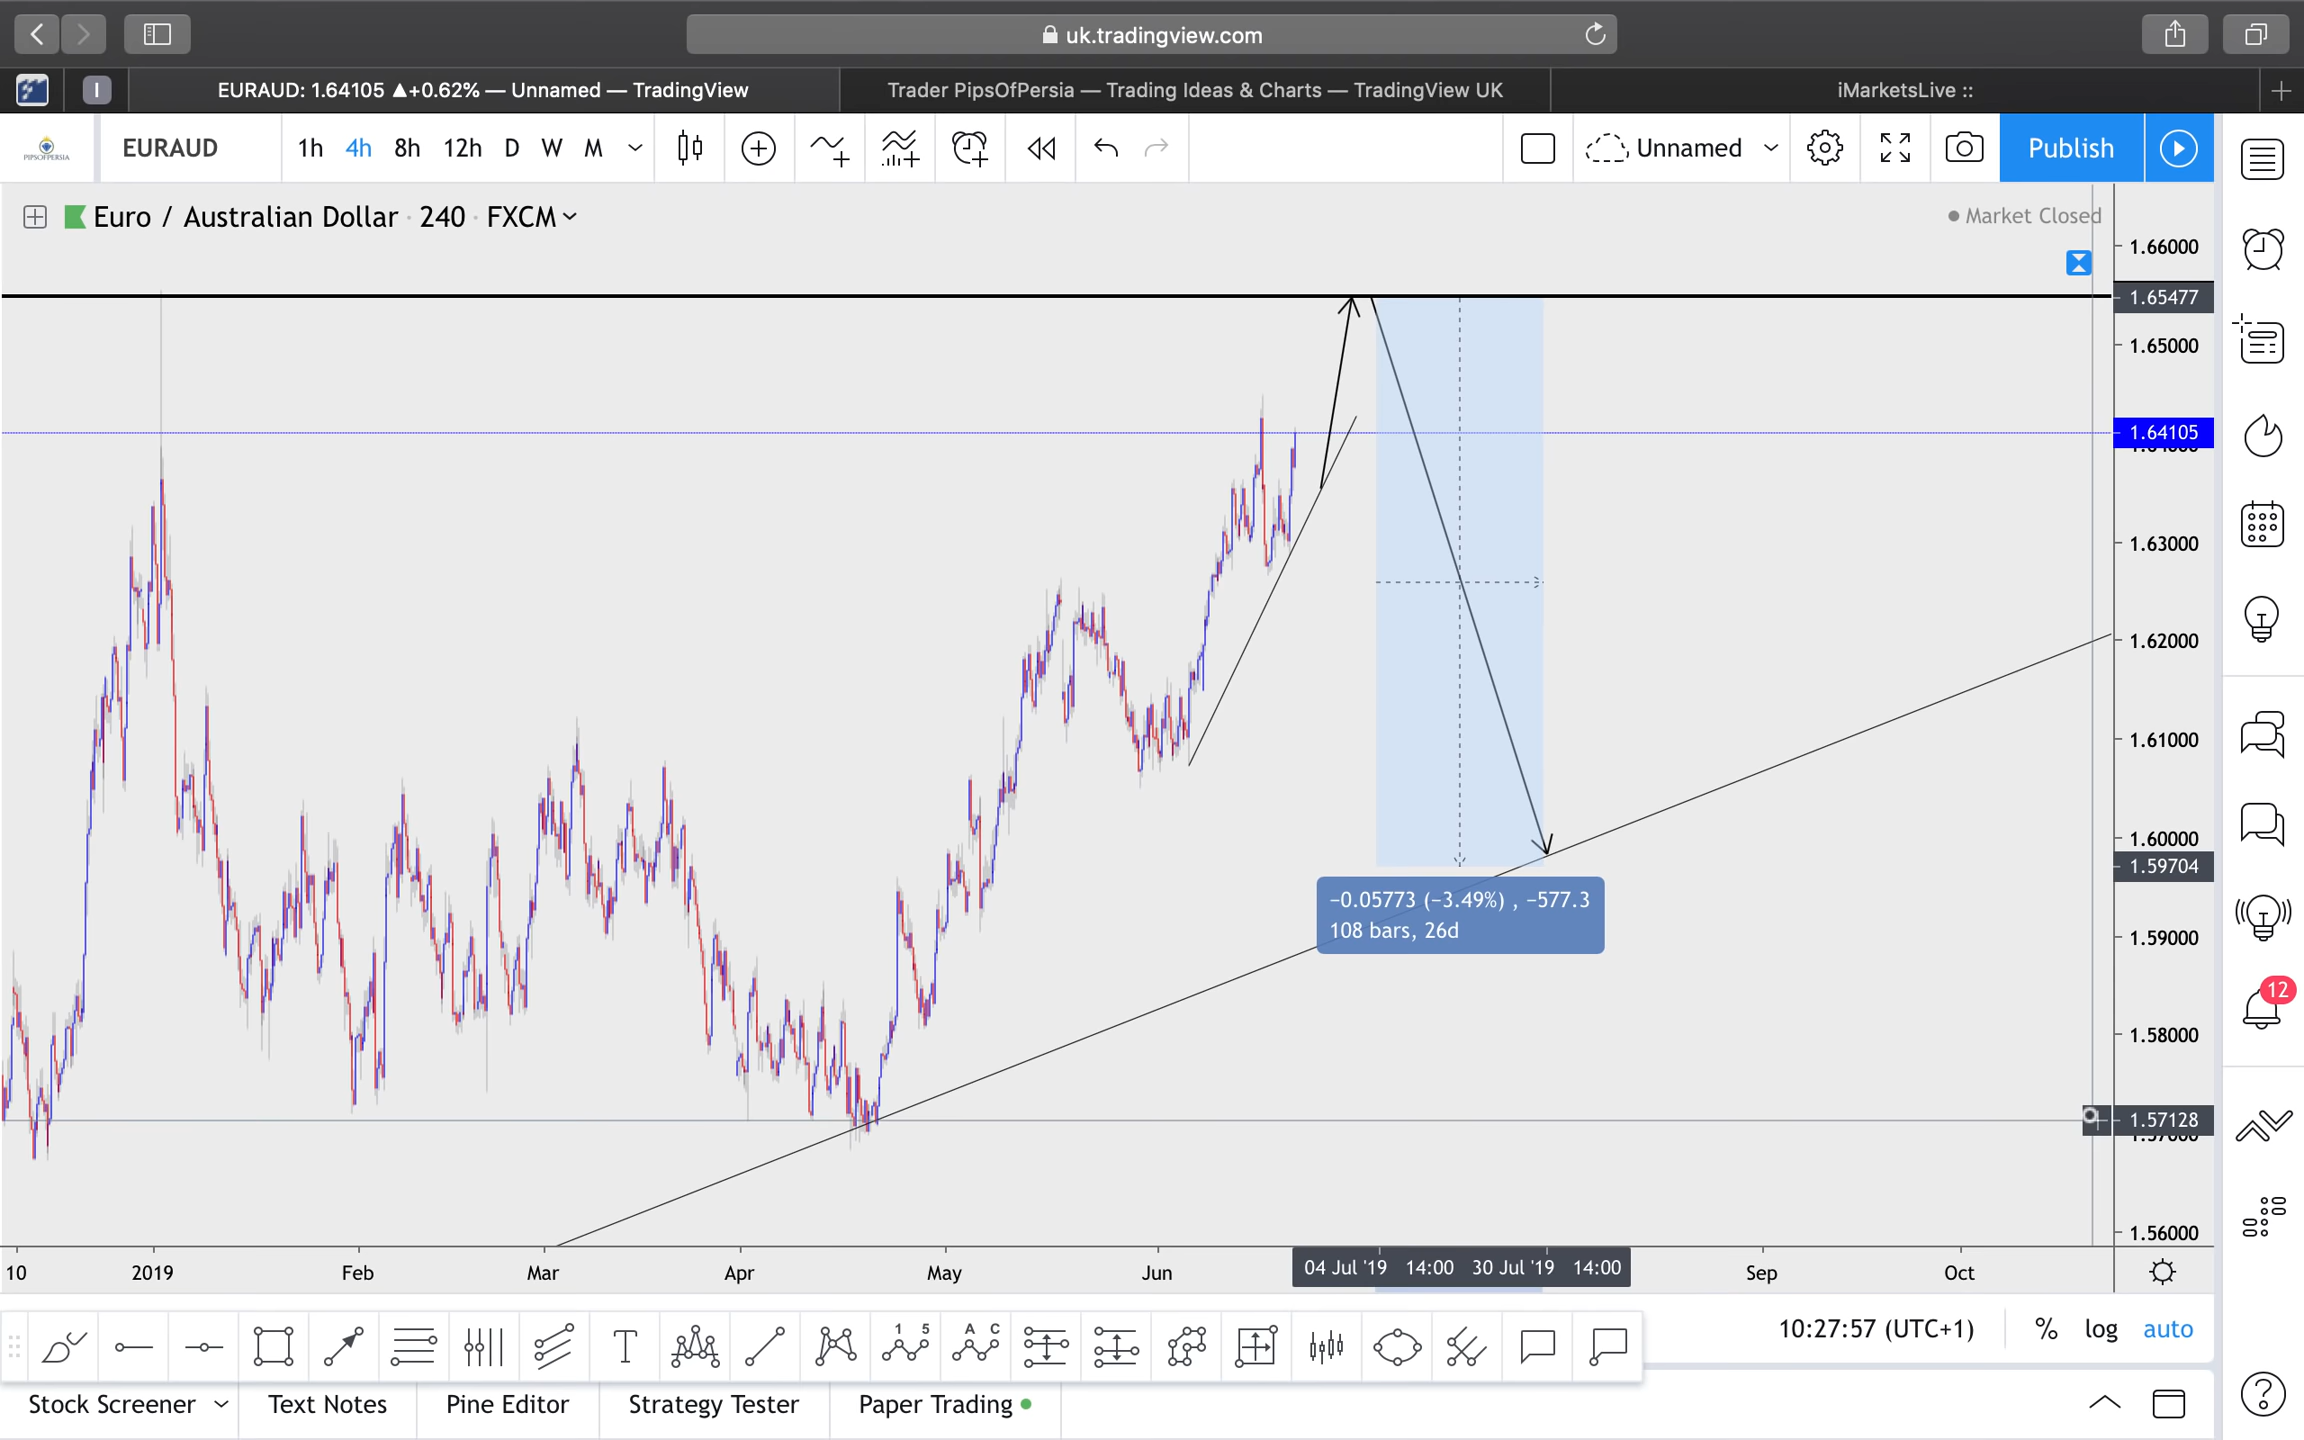 uk.tradingview.com
I
EURAUD: 1.64105 ▲+0.62% — Unnamed — TradingView
Trader PipsOfPersia — Trading Ideas & Charts — TradingView UK
iMarketsLive ::
PIPSOFPERSIA
EURAUD
1h 4h 8h 12h D W M
Unnamed
Publish
Euro / Australian Dollar · 240 · FXCM
Market Closed
1.66000
1.65477
1.65000
1.64105
1.63000
1.62000
1.61000
1.60000
1.59704
−0.05773 (−3.49%) , −577.3
108 bars, 26d
1.59000
12
1.58000
1.57128
1.56000
10 2019 Feb Mar Apr May Jun 04 Jul '19 14:00 30 Jul '19 14:00 Sep Oct
1 5
A C
T
10:27:57 (UTC+1)
% log auto
Stock Screener
Text Notes
Pine Editor
Strategy Tester
Paper Trading